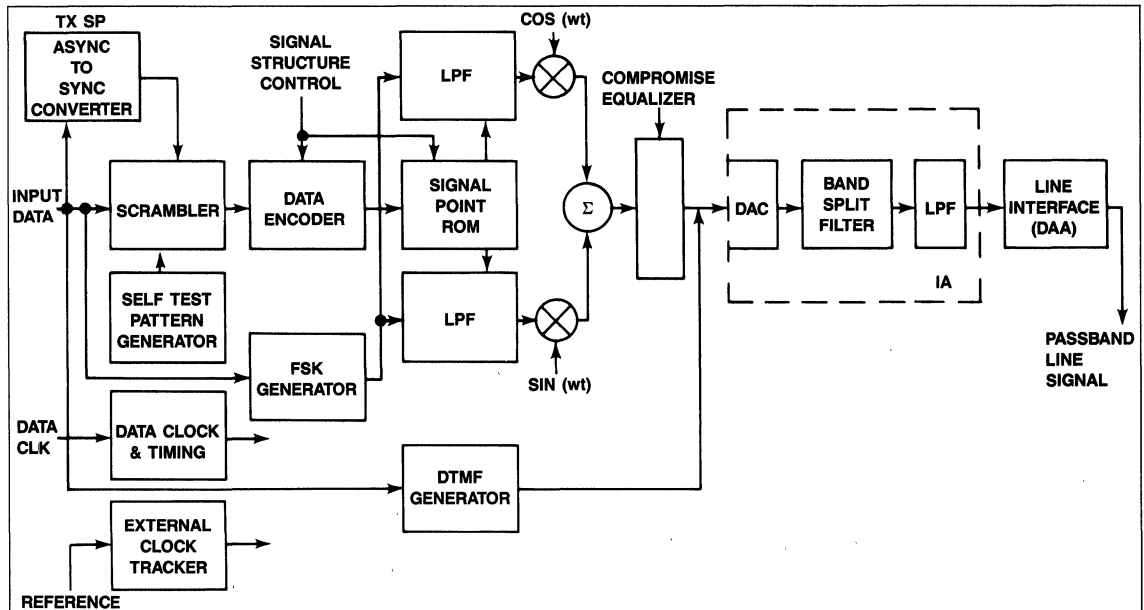 TX SP
ASYNC
TO
SYNC
CONVERTER
INPUT
DATA
SCRAMBLER
SELF TEST
PATTERN
GENERATOR
SIGNAL
STRUCTURE
CONTROL
DATA
ENCODER
FSK
GENERATOR
DATA
CLK
DATA CLOCK
& TIMING
EXTERNAL
CLOCK
TRACKER
REFERENCE
LPF
SIGNAL
POINT
ROM
LPF
DTMF
GENERATOR
COS (wt)
Σ
SIN (wt)
COMPROMISE
EQUALIZER
DAC
BAND
SPLIT
FILTER
LPF
IA
LINE
INTERFACE
(DAA)
PASSBAND
LINE
SIGNAL